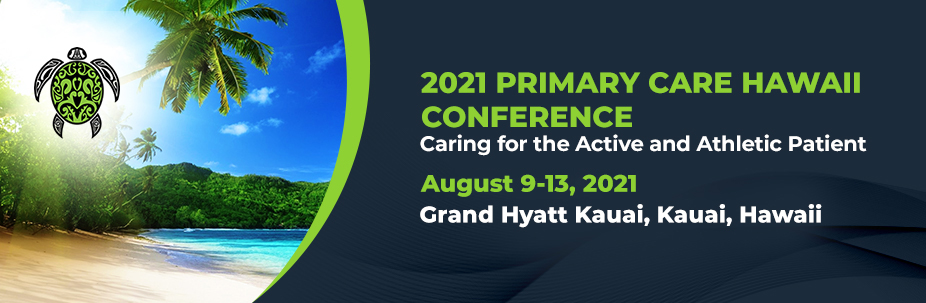 2021 PRIMARY CARE HAWAII
CONFERENCE
Caring for the Active and Athletic Patient
August 9-13, 2021
Grand Hyatt Kauai, Kauai, Hawaii